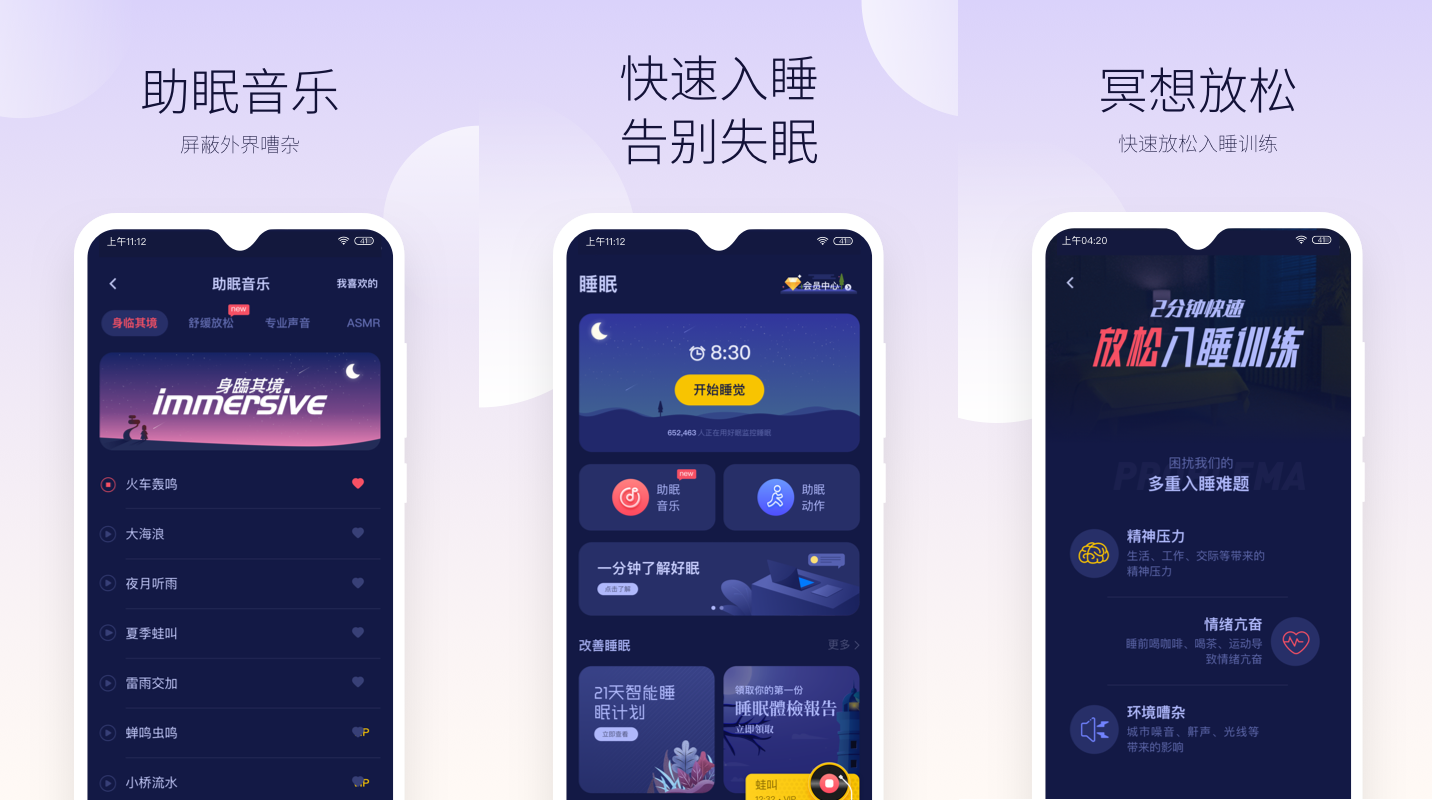 助眠音乐
屏蔽外界嘈杂
上午11:12
41
助眠音乐
我喜欢的
身临其境
舒缓放松
new
专业声音
ASMR
身臨其境
immersive
火车轰鸣
大海浪
夜月听雨
夏季蛙叫
雷雨交加
蝉鸣虫鸣
小桥流水
快速入睡
告别失眠
上午11:12
41
睡眠
会员中心
8:30
开始睡觉
652,463 人正在用好眠监控睡眠
助眠
音乐
new
助眠
动作
一分钟了解好眠
点击了解
改善睡眠
更多
21天智能睡
眠计划
立即查看
領取你的第一份
睡眠體檢報告
立即領取
蛙叫
12:32 • VIP
冥想放松
快速放松入睡训练
上午04:20
41
2分钟快速
放松入睡训练
困扰我们的
多重入睡难题
精神压力
生活、工作、交际等带来的
精神压力
情绪亢奋
睡前喝咖啡、喝茶、运动导
致情绪亢奋
环境嘈杂
城市噪音、鼾声、光线等
带来的影响